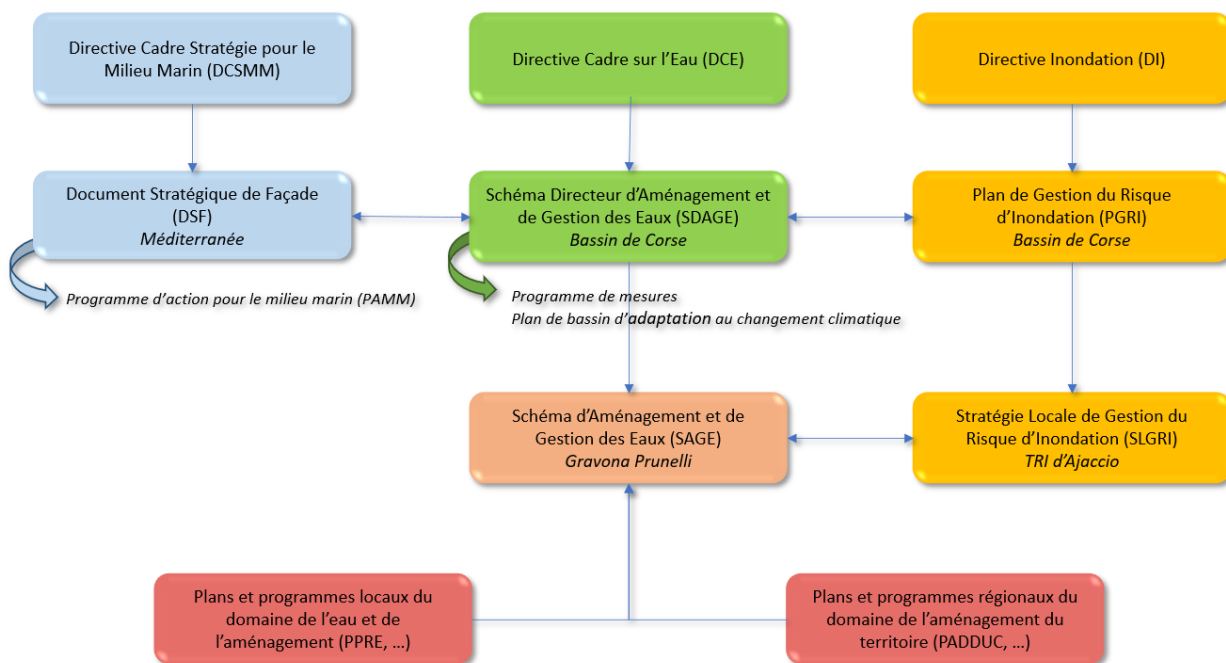 Directive Cadre Stratégie pour le
Milieu Marin (DCSMM)
Directive Cadre sur l’Eau (DCE)
Directive Inondation (DI)
Document Stratégique de Façade
(DSF)
Méditerranée
Schéma Directeur d’Aménagement et
de Gestion des Eaux (SDAGE)
Bassin de Corse
Plan de Gestion du Risque
d’Inondation (PGRI)
Bassin de Corse
Programme d’action pour le milieu marin (PAMM)
Programme de mesures
Plan de bassin d’adaptation au changement climatique
Schéma d’Aménagement et de
Gestion des Eaux (SAGE)
Gravona Prunelli
Stratégie Locale de Gestion du
Risque d’Inondation (SLGRI)
TRI d’Ajaccio
Plans et programmes locaux du
domaine de l’eau et de
l’aménagement (PPRE, …)
Plans et programmes régionaux du
domaine de l’aménagement du
territoire (PADDUC, …)